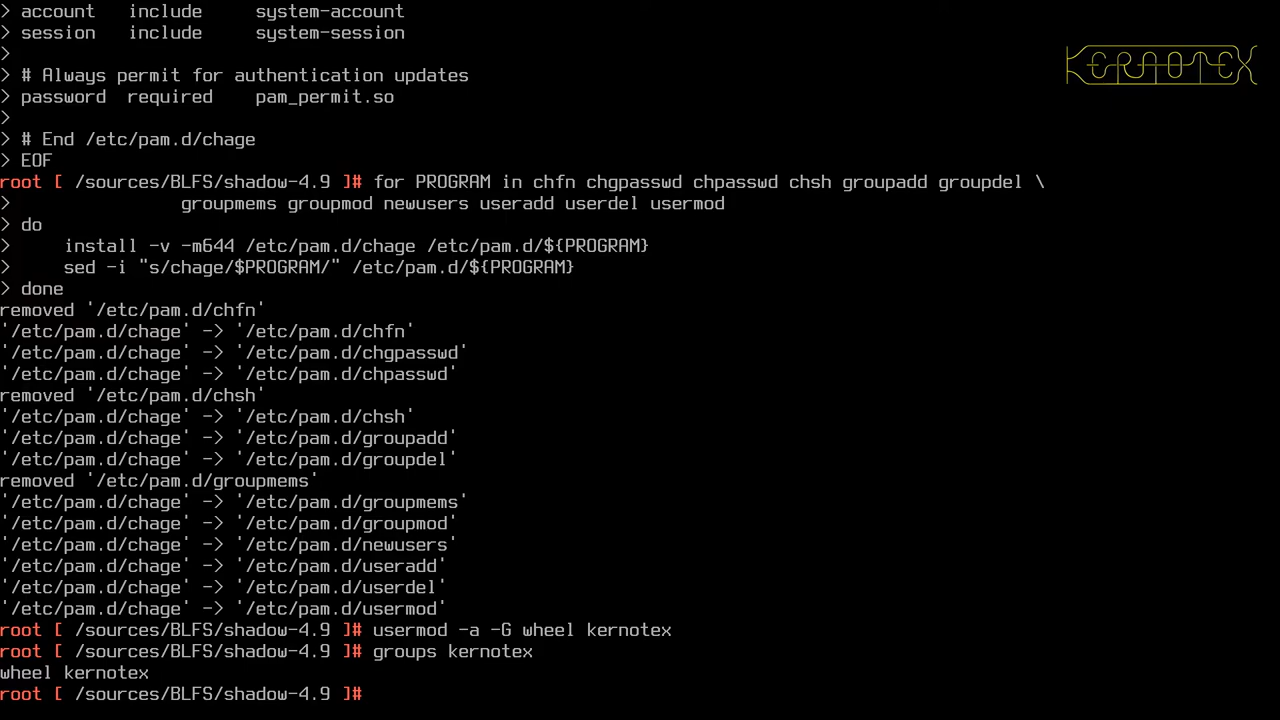 > account   include     system-account
> session   include     system-session
>
> # Always permit for authentication updates
> password  required    pam_permit.so
>
> # End /etc/pam.d/chage
> EOF
root [ /sources/BLFS/shadow-4.9 ]# for PROGRAM in chfn chgpasswd chpasswd chsh groupadd groupdel \
>                groupmems groupmod newusers useradd userdel usermod
> do
>     install -v -m644 /etc/pam.d/chage /etc/pam.d/${PROGRAM}
>     sed -i "s/chage/$PROGRAM/" /etc/pam.d/${PROGRAM}
> done
removed '/etc/pam.d/chfn'
'/etc/pam.d/chage' -> '/etc/pam.d/chfn'
'/etc/pam.d/chage' -> '/etc/pam.d/chgpasswd'
'/etc/pam.d/chage' -> '/etc/pam.d/chpasswd'
removed '/etc/pam.d/chsh'
'/etc/pam.d/chage' -> '/etc/pam.d/chsh'
'/etc/pam.d/chage' -> '/etc/pam.d/groupadd'
'/etc/pam.d/chage' -> '/etc/pam.d/groupdel'
removed '/etc/pam.d/groupmems'
'/etc/pam.d/chage' -> '/etc/pam.d/groupmems'
'/etc/pam.d/chage' -> '/etc/pam.d/groupmod'
'/etc/pam.d/chage' -> '/etc/pam.d/newusers'
'/etc/pam.d/chage' -> '/etc/pam.d/useradd'
'/etc/pam.d/chage' -> '/etc/pam.d/userdel'
'/etc/pam.d/chage' -> '/etc/pam.d/usermod'
root [ /sources/BLFS/shadow-4.9 ]# usermod -a -G wheel kernotex
root [ /sources/BLFS/shadow-4.9 ]# groups kernotex
wheel kernotex
root [ /sources/BLFS/shadow-4.9 ]#
KERNOTEX